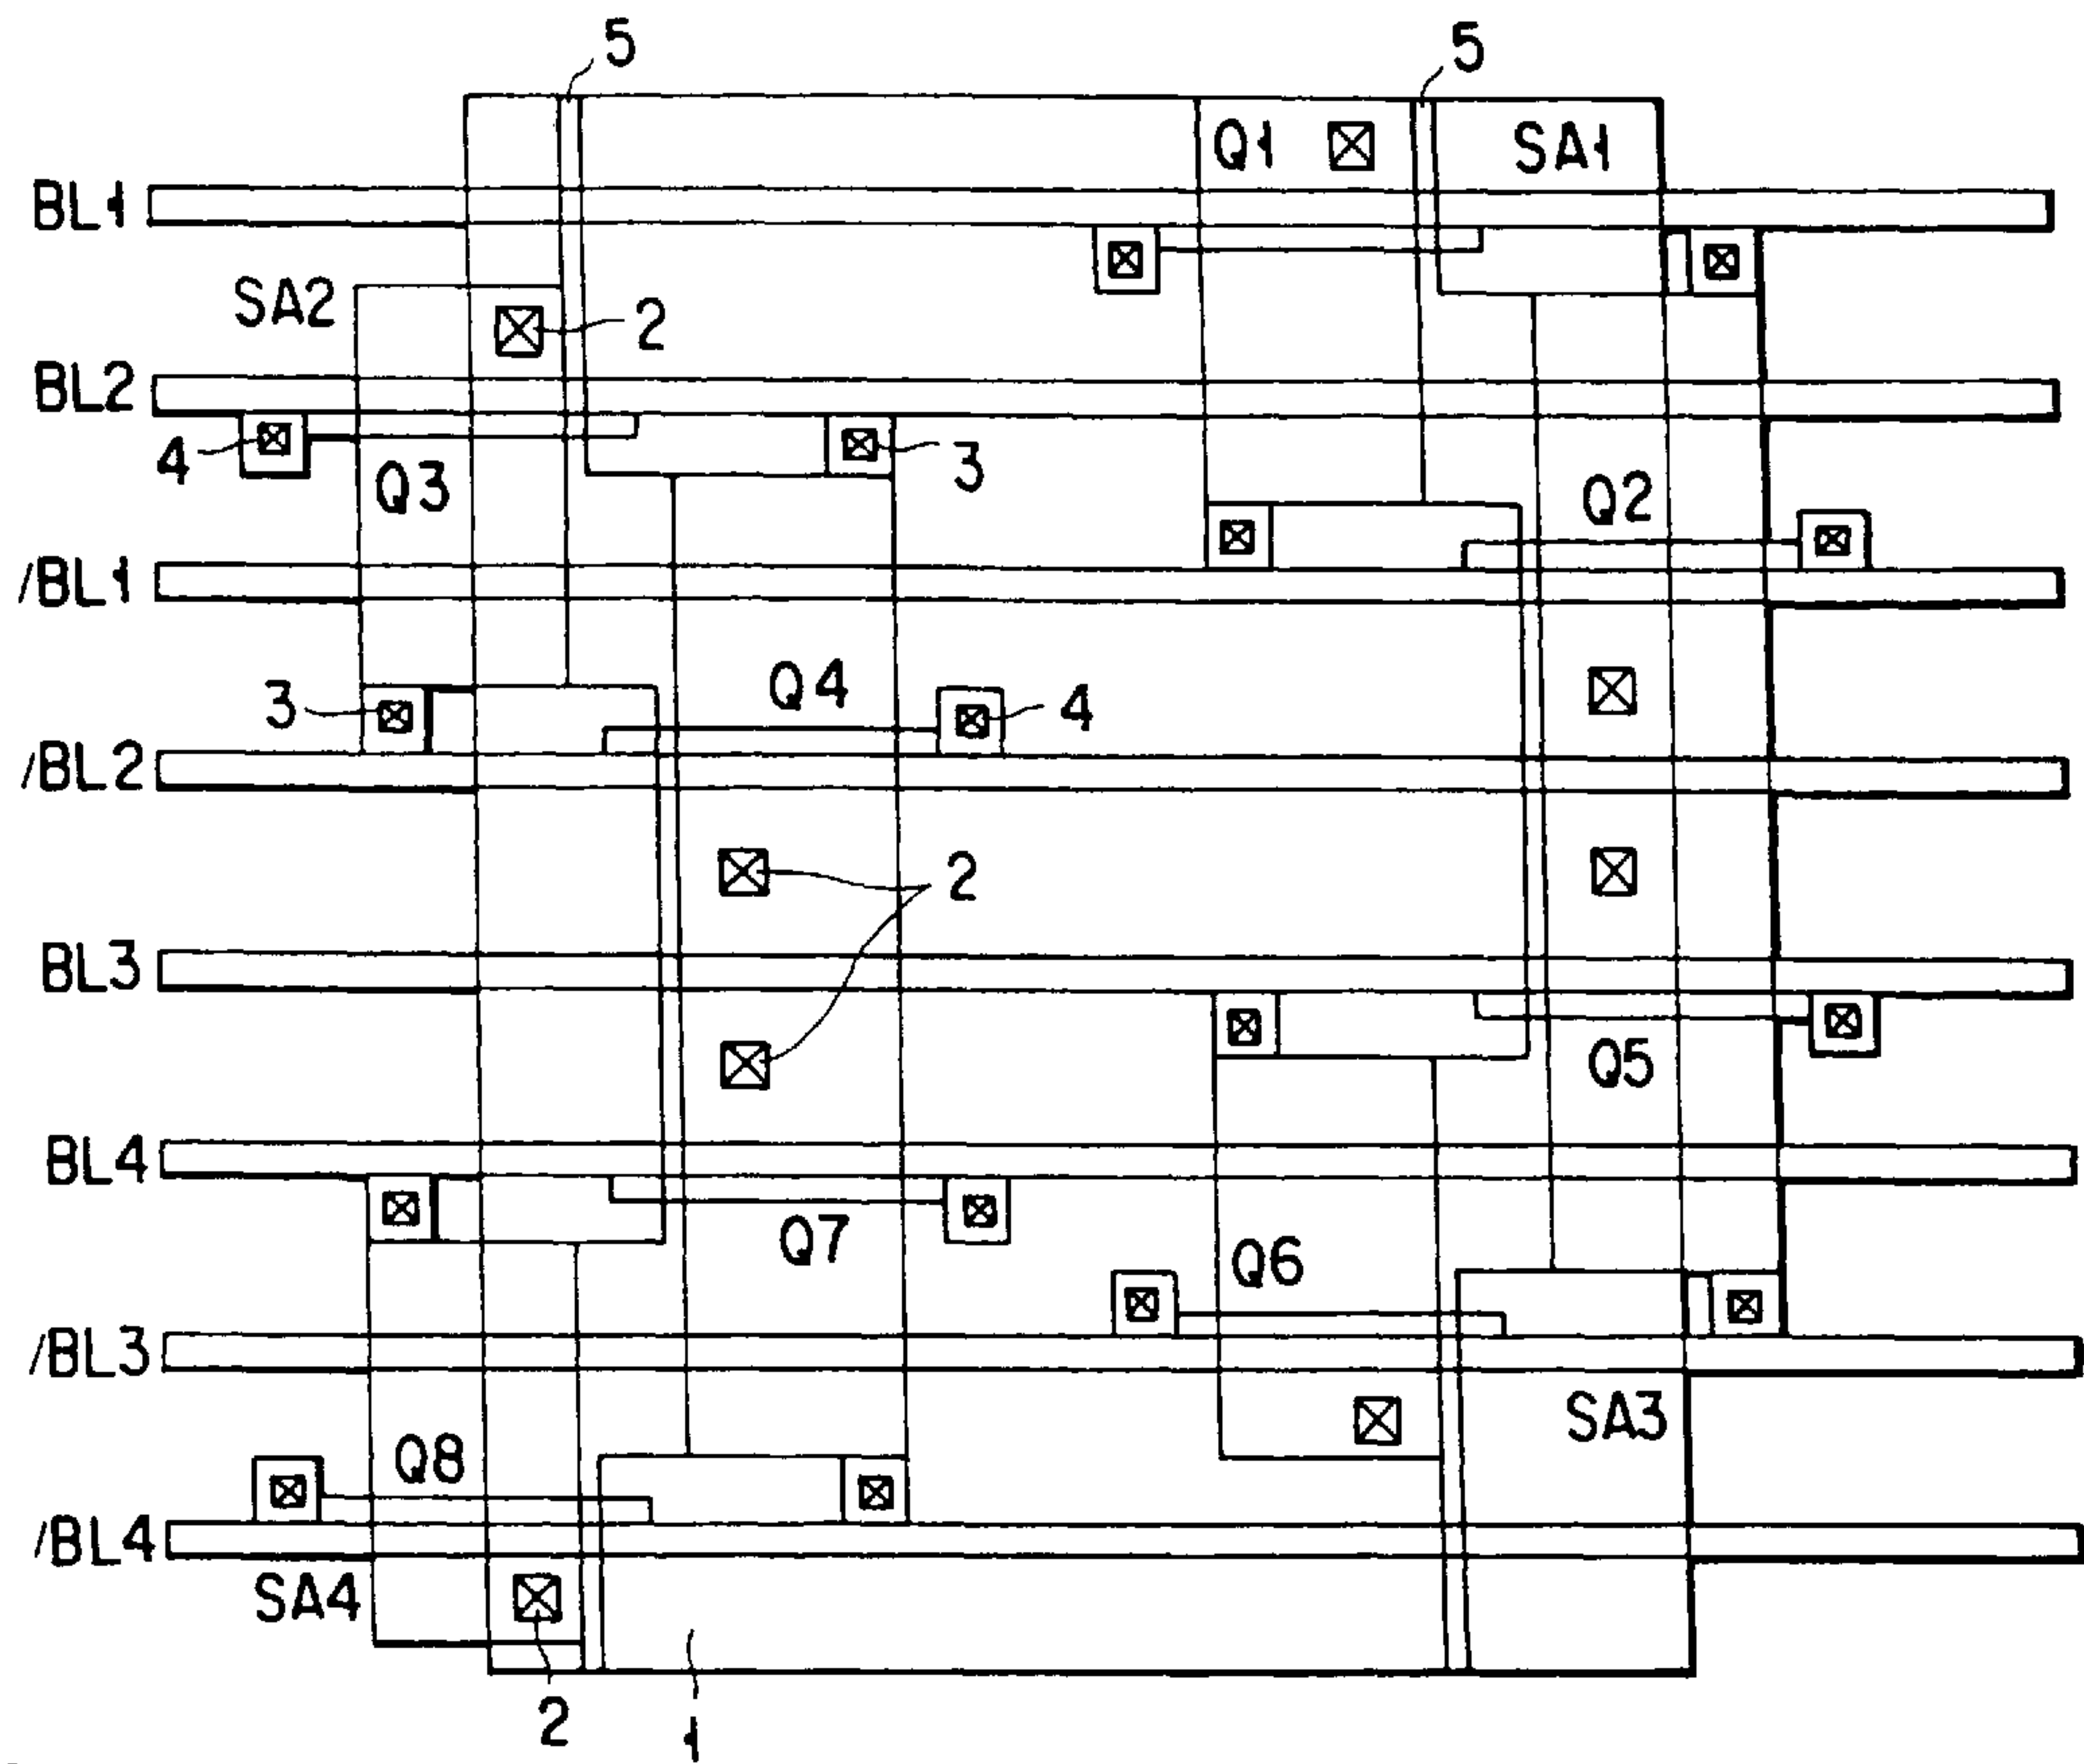 5 5
Q1 SA1
BL1
SA2 2
BL2
4 3
Q3 Q2
/BL1
3 Q4 4
/BL2
2
BL3
Q5
BL4
Q7 Q6
/BL3
SA3
Q8
/BL4
SA4
2 1